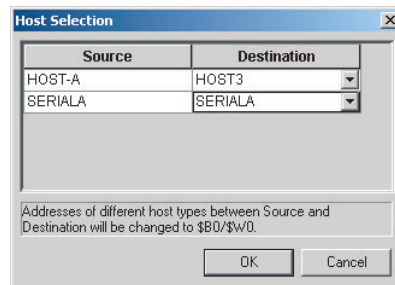 Host Selection
Source Destination
HOST-A HOST3
SERIALA SERIALA
Addresses of different host types between Source and
Destination will be changed to $B0/$W0.
OK Cancel